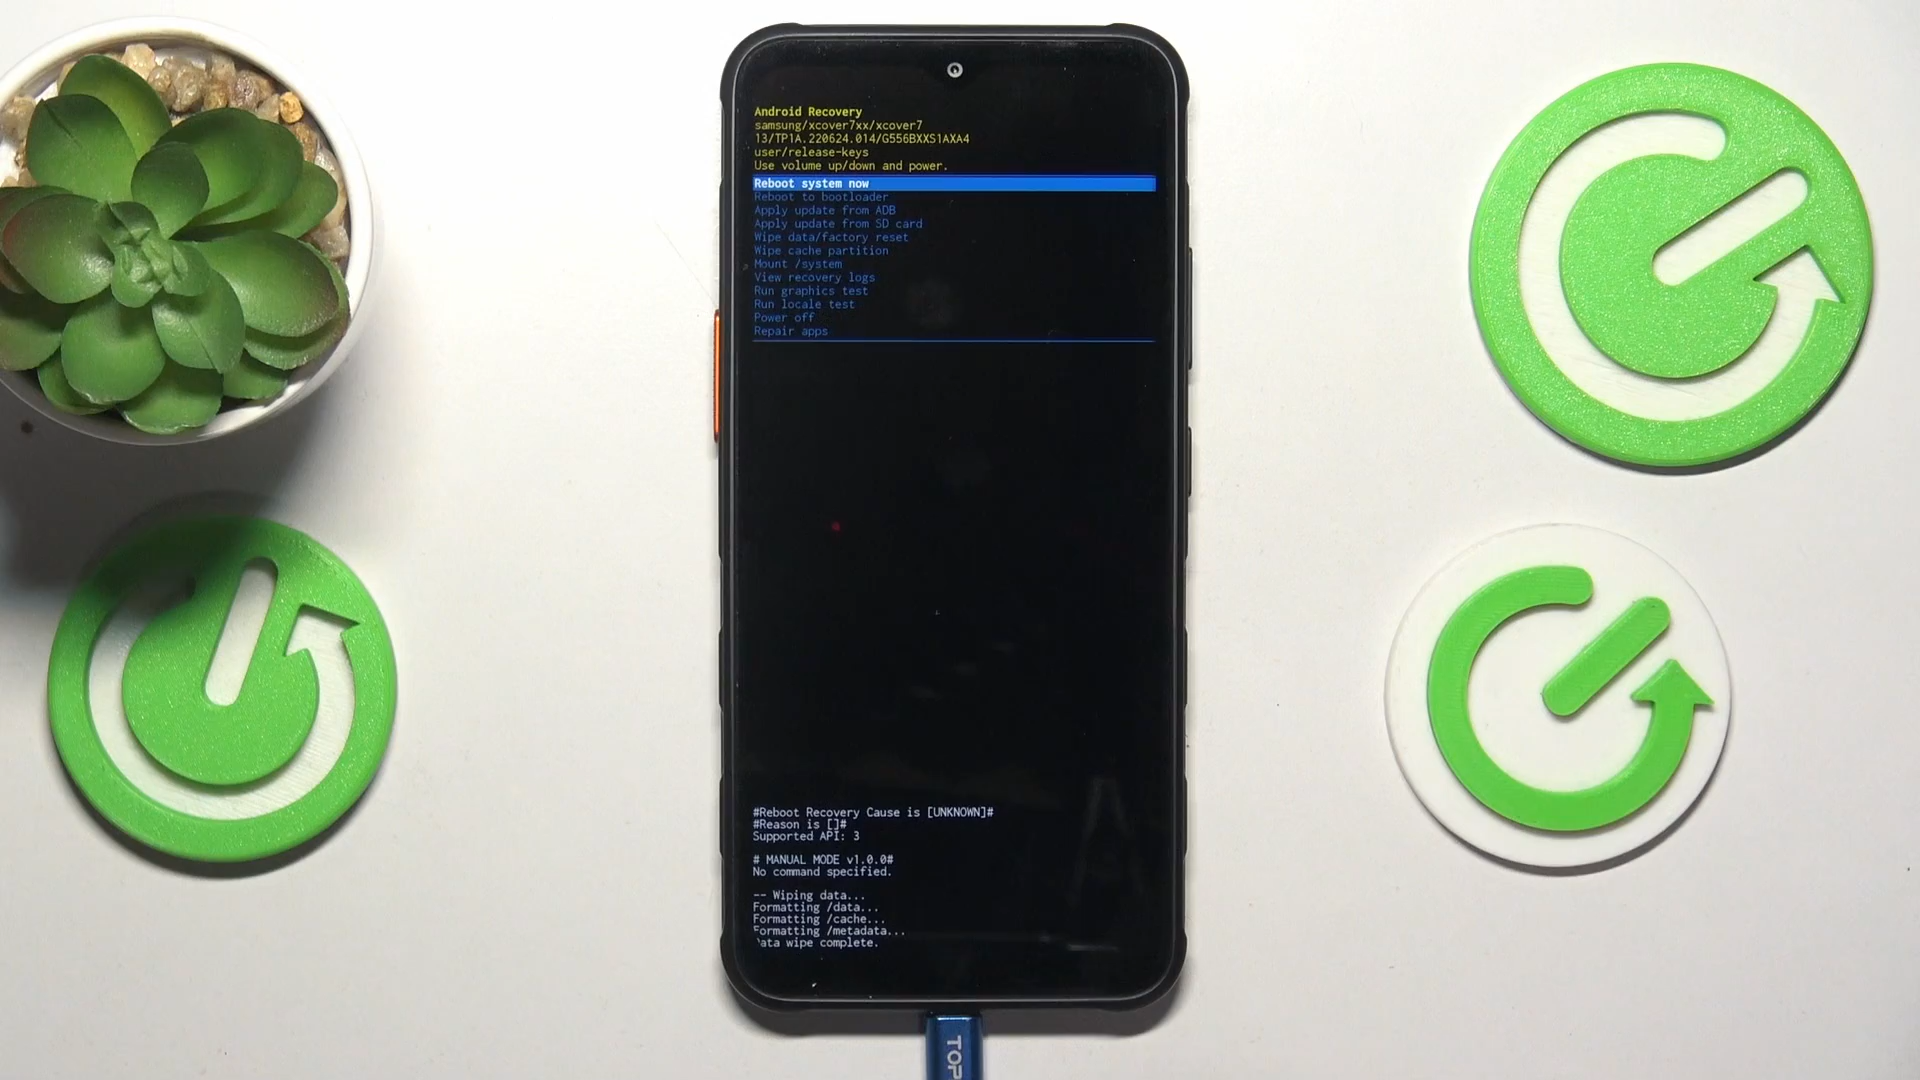 Android Recovery
samsung/xcover7xx/xcover7
13/TP1A.220624.014/G556BXXS1AXA4
user/release-keys
Use volume up/down and power.
Reboot system now
Reboot to bootloader
Apply update from ADB
Apply update from SD card
Wipe data/factory reset
Wipe cache partition
Mount /system
View recovery logs
Run graphics test
Run locale test
Power off
Repair apps
#Reboot Recovery Cause is [UNKNOWN]#
#Reason is []#
Supported API: 3
# MANUAL MODE v1.0.0#
No command specified.
-- Wiping data...
Formatting /data...
Formatting /cache...
Formatting /metadata...
Data wipe complete.
TOP